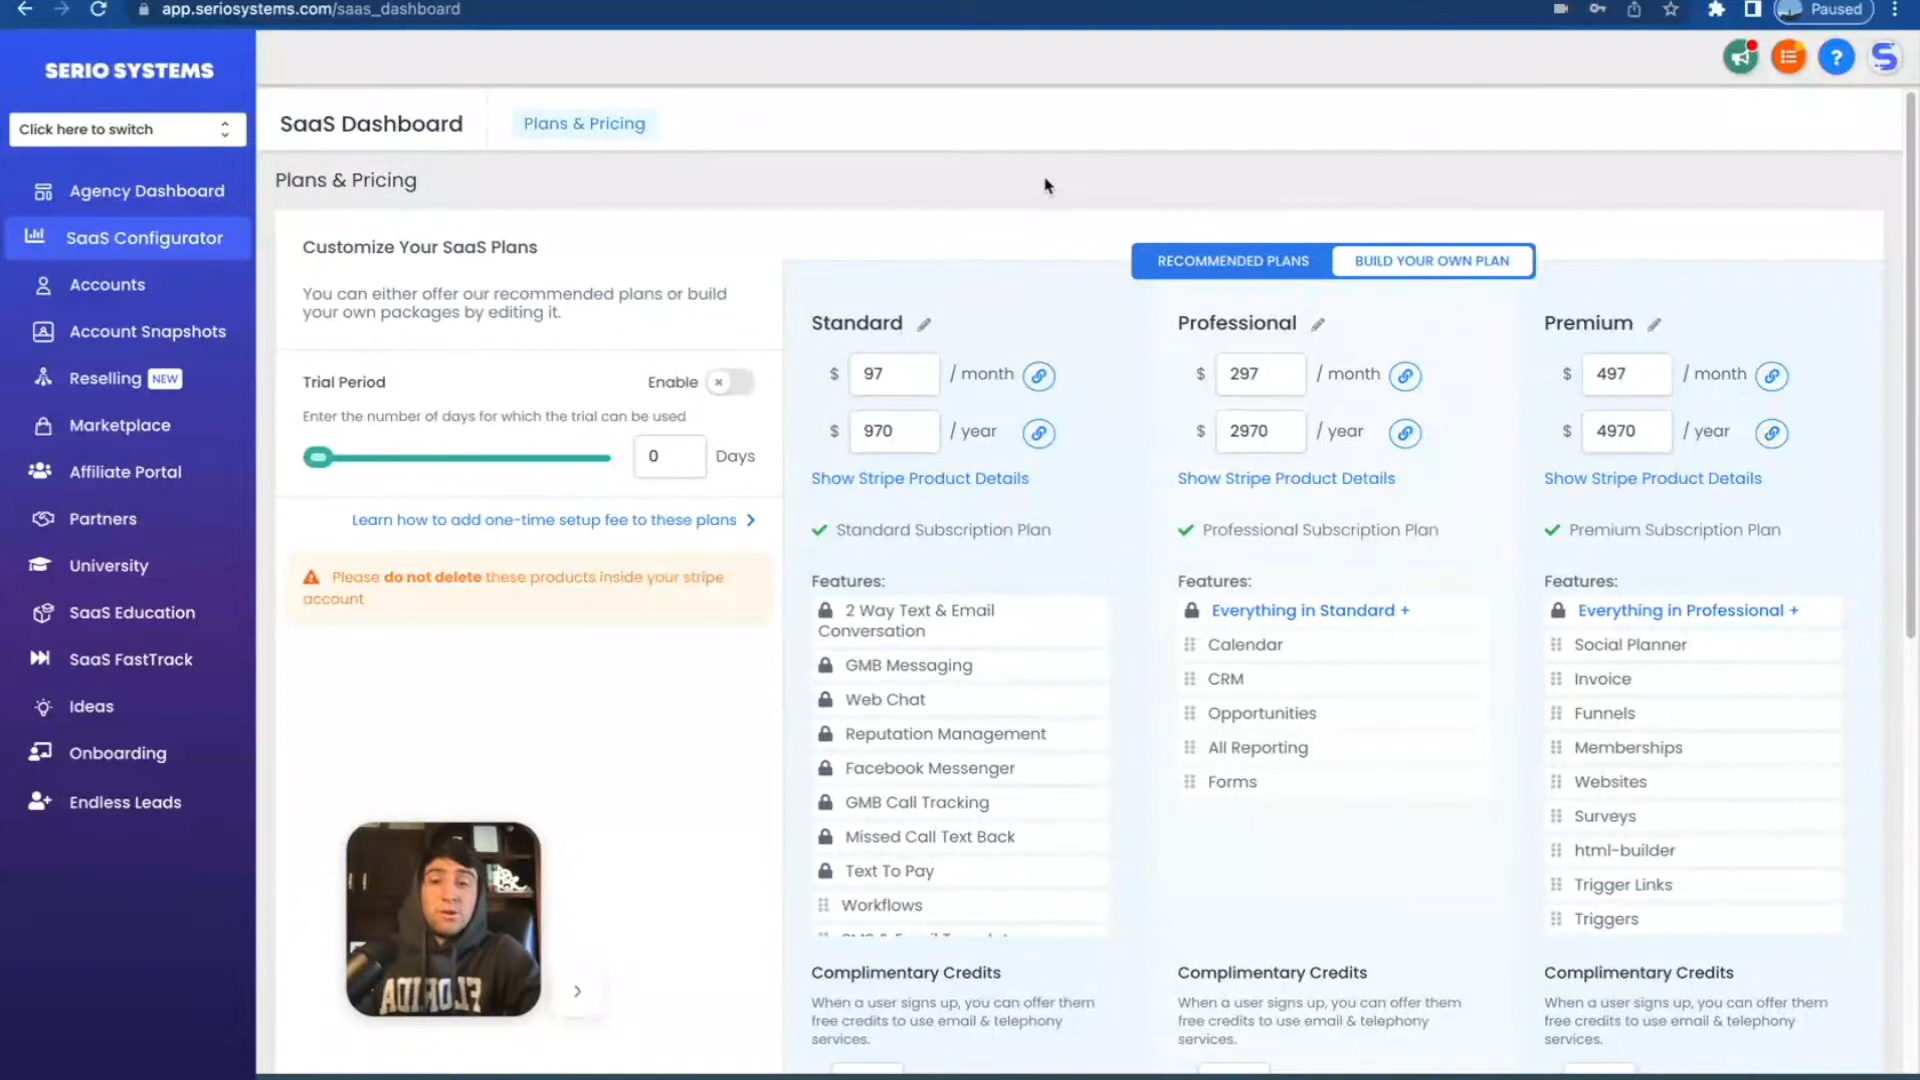 app.seriosystems.com/saas_dashboard
Paused
SERIO SYSTEMS
Click here to switch
Agency Dashboard
SaaS Configurator
Accounts
Account Snapshots
Reselling NEW
Marketplace
Affiliate Portal
Partners
University
SaaS Education
SaaS FastTrack
Ideas
Onboarding
Endless Leads
SaaS Dashboard
Plans & Pricing
Plans & Pricing
Customize Your SaaS Plans
You can either offer our recommended plans or build
your own packages by editing it.
Trial Period
Enable
Enter the number of days for which the trial can be used
0 Days
Learn how to add one-time setup fee to these plans
Please do not delete these products inside your stripe
account
FLORIDA
RECOMMENDED PLANS
BUILD YOUR OWN PLAN
Standard
$ 97 / month
$ 970 / year
Show Stripe Product Details
Standard Subscription Plan
Features:
2 Way Text & Email
Conversation
GMB Messaging
Web Chat
Reputation Management
Facebook Messenger
GMB Call Tracking
Missed Call Text Back
Text To Pay
Workflows
Complimentary Credits
When a user signs up, you can offer them
free credits to use email & telephony
services.
Professional
$ 297 / month
$ 2970 / year
Show Stripe Product Details
Professional Subscription Plan
Features:
Everything in Standard +
Calendar
CRM
Opportunities
All Reporting
Forms
Complimentary Credits
When a user signs up, you can offer them
free credits to use email & telephony
services.
Premium
$ 497 / month
$ 4970 / year
Show Stripe Product Details
Premium Subscription Plan
Features:
Everything in Professional +
Social Planner
Invoice
Funnels
Memberships
Websites
Surveys
html-builder
Trigger Links
Triggers
Complimentary Credits
When a user signs up, you can offer them
free credits to use email & telephony
services.